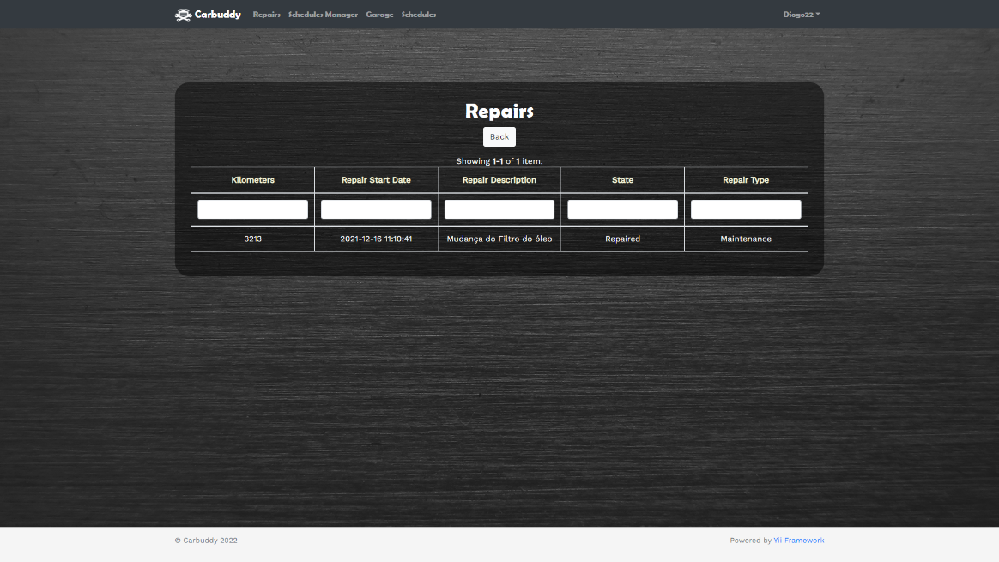 Carbuddy Repairs Schedules Manager Garage Schedules Diogo22
Repairs
Back
Showing 1-1 of 1 item.
Kilometers Repair Start Date Repair Description State Repair Type
3213 2021-12-16 11:10:41 Mudança do Filtro do óleo Repaired Maintenance
© Carbuddy 2022 Powered by Yii Framework